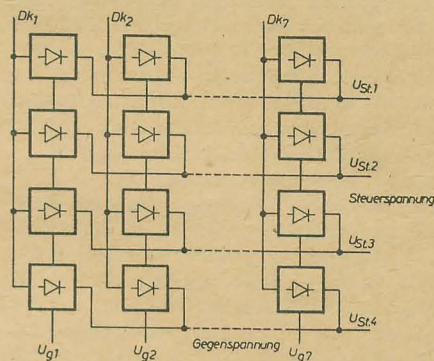 Dk1
Dk2
Dk7
USt.1
USt.2
Steuerspannung
USt.3
USt.4
Gegenspannung
Ug1
Ug2
Ug7